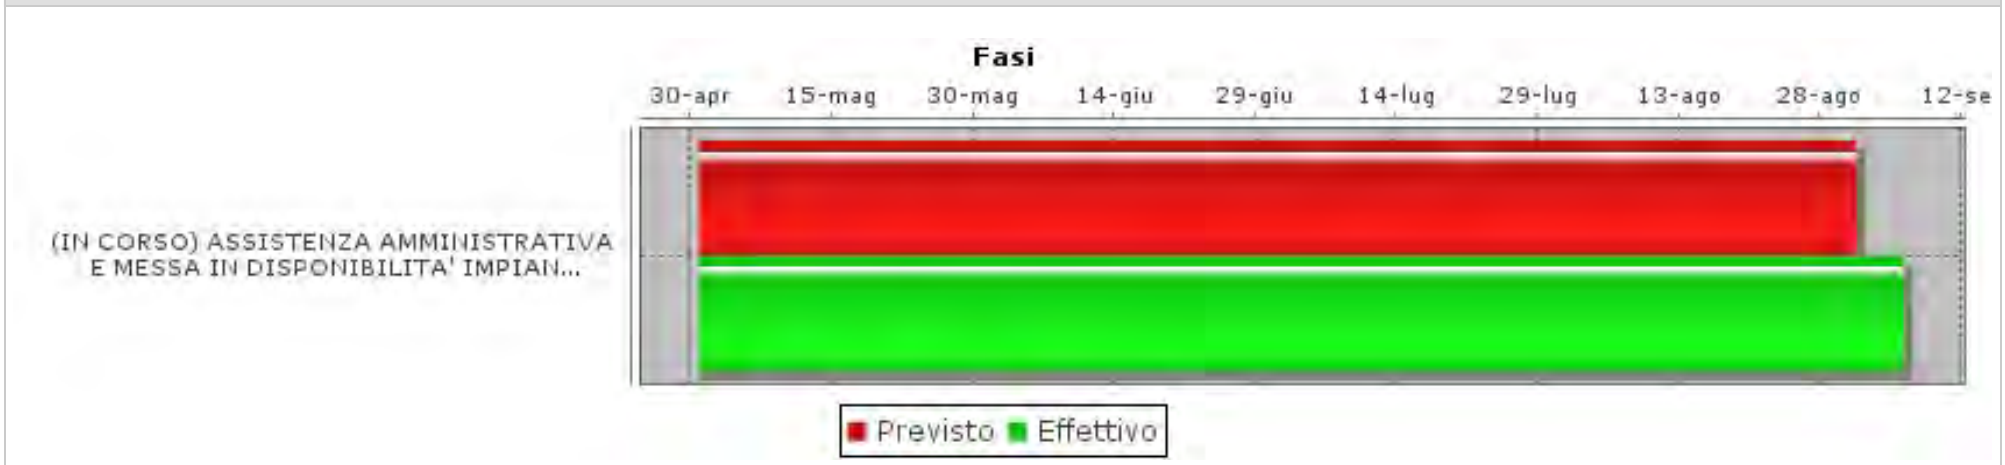 Fasi
30-apr 15-mag 30-mag 14-giu 29-giu 14-lug 29-lug 13-ago 28-ago 12-se
(IN CORSO) ASSISTENZA AMMINISTRATIVA
E MESSA IN DISPONIBILITA' IMPIAN...
Previsto Effettivo